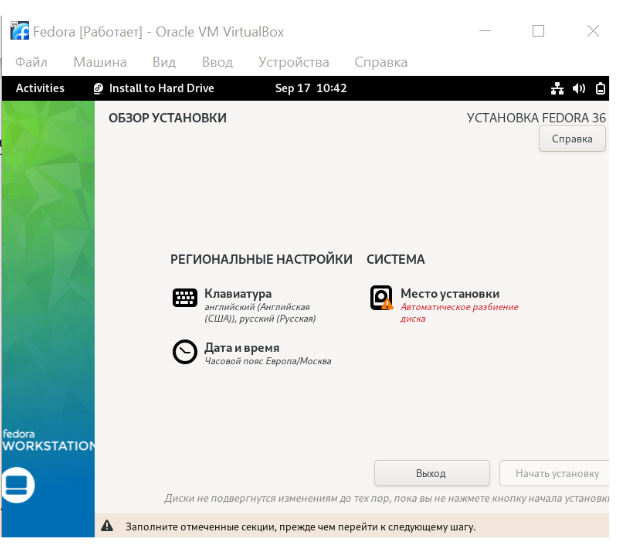 Fedora [Работает] - Oracle VM VirtualBox
Файл Машина Вид Ввод Устройства Справка
Activities Install to Hard Drive Sep 17 10:42
ОБЗОР УСТАНОВКИ
УСТАНОВКА FEDORA 36
Справка
РЕГИОНАЛЬНЫЕ НАСТРОЙКИ
СИСТЕМА
Клавиатура
английский (Английская
(США)), русский (Русская)
Место установки
Автоматическое разбиение
диска
Дата и время
Часовой пояс Европа/Москва
fedora
WORKSTATION
Выход
Начать установку
Диски не подвергнутся изменениям до тех пор, пока вы не нажмете кнопку начала установки
Заполните отмеченные секции, прежде чем перейти к следующему шагу.